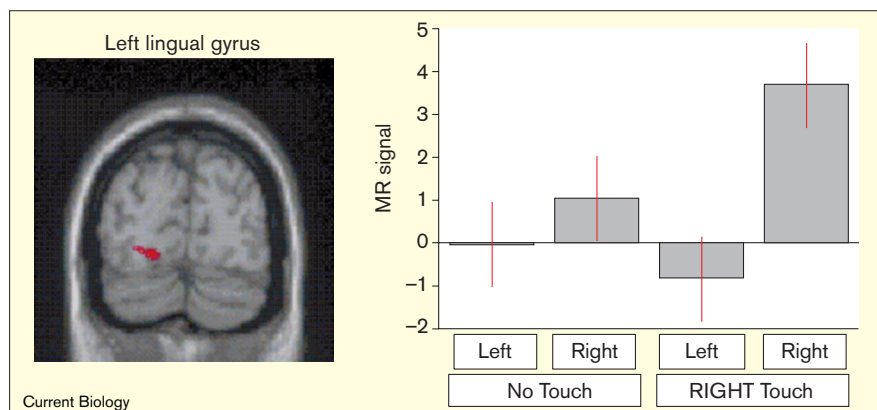 Left lingual gyrus
MR signal
5
4
3
2
1
0
–1
–2
Left Right Left Right
No Touch RIGHT Touch
Current Biology